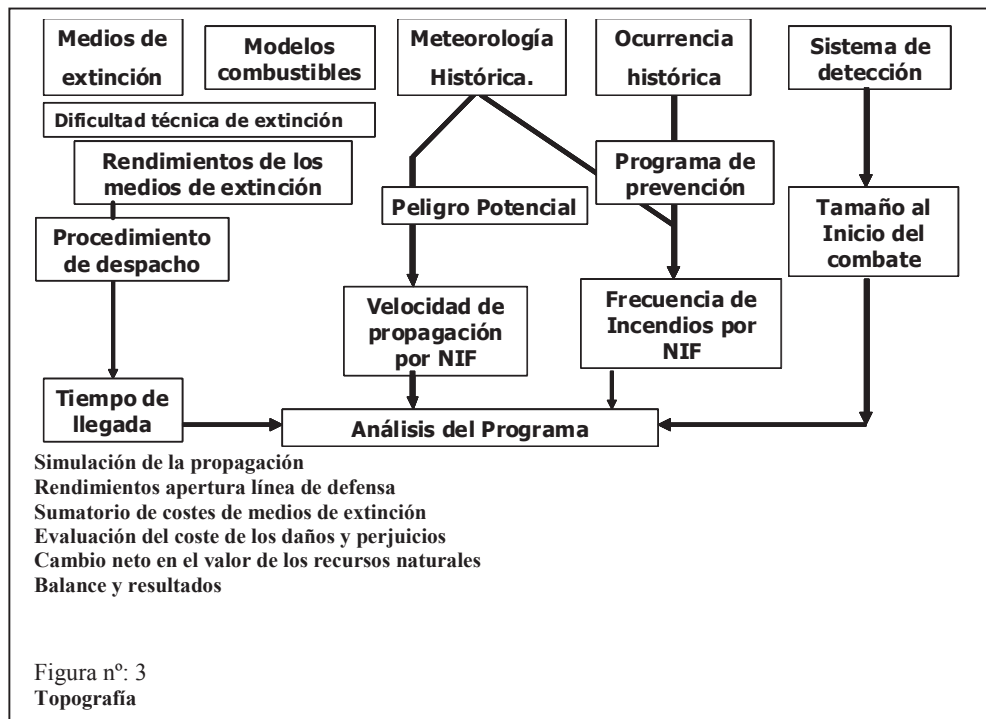 Medios de
extinción
Modelos
combustibles
Meteorología
Histórica.
Ocurrencia
histórica
Sistema de
detección
Dificultad técnica de extinción
Rendimientos de los
medios de extinción
Programa de
prevención
Peligro Potencial
Procedimiento
de despacho
Tamaño al
Inicio del
combate
Velocidad de
propagación
por NIF
Frecuencia de
Incendios por
NIF
Tiempo de
llegada
Análisis del Programa
Simulación de la propagación
Rendimientos apertura línea de defensa
Sumatorio de costes de medios de extinción
Evaluación del coste de los daños y perjuicios
Cambio neto en el valor de los recursos naturales
Balance y resultados
Figura nº: 3
Topografía